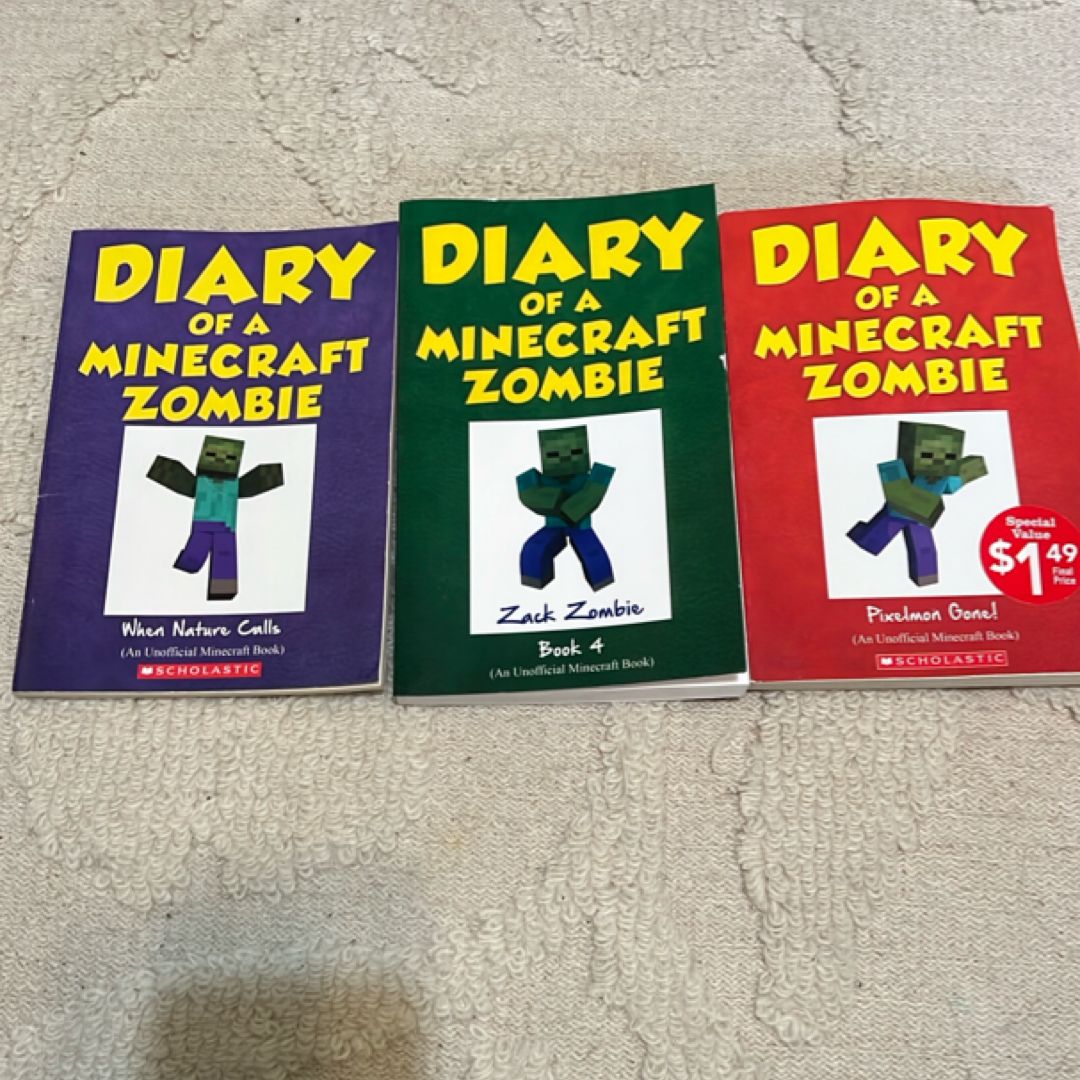 DIARY
OF A
MINECRAFT
ZOMBIE
When Nature Calls
(An Unofficial Minecraft Book)
SCHOLASTIC
DIARY
OF A
MINECRAFT
ZOMBIE
Zack Zombie
Book 4
(An Unofficial Minecraft Book)
DIARY
OF A
MINECRAFT
ZOMBIE
Special
Value
$1 49
Final
Price
Pixelmon Gone!
(An Unofficial Minecraft Book)
SCHOLASTIC